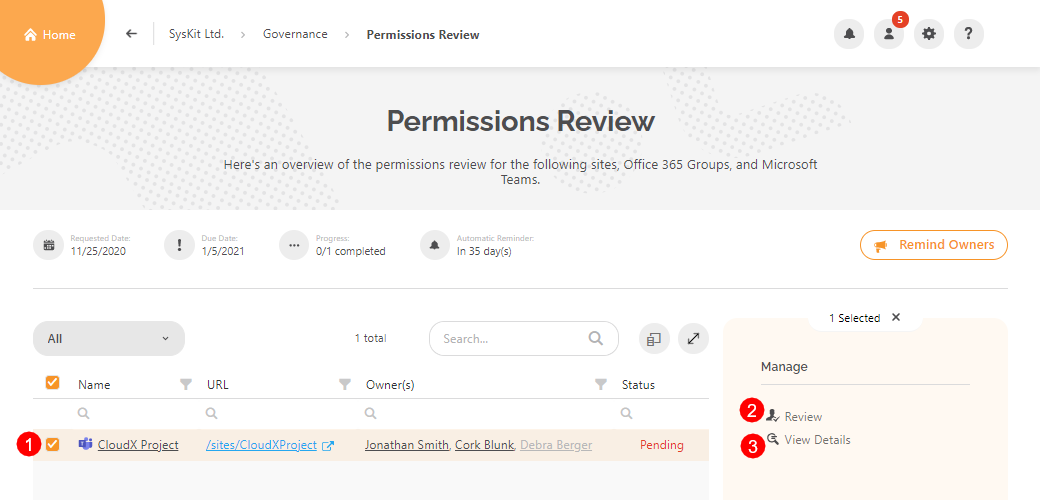 Home
SysKit Ltd. > Governance > Permissions Review
5
?
Permissions Review
Here's an overview of the permissions review for the following sites, Office 365 Groups, and Microsoft
Teams.
Requested Date:
11/25/2020
Due Date:
1/5/2021
Progress:
0/1 completed
Automatic Reminder:
In 35 day(s)
Remind Owners
All
1 total
Search...
1 Selected ×
Name URL Owner(s) Status
1 CloudX Project /sites/CloudXProject Jonathan Smith, Cork Blunk, Debra Berger Pending
Manage
2 Review
3 View Details